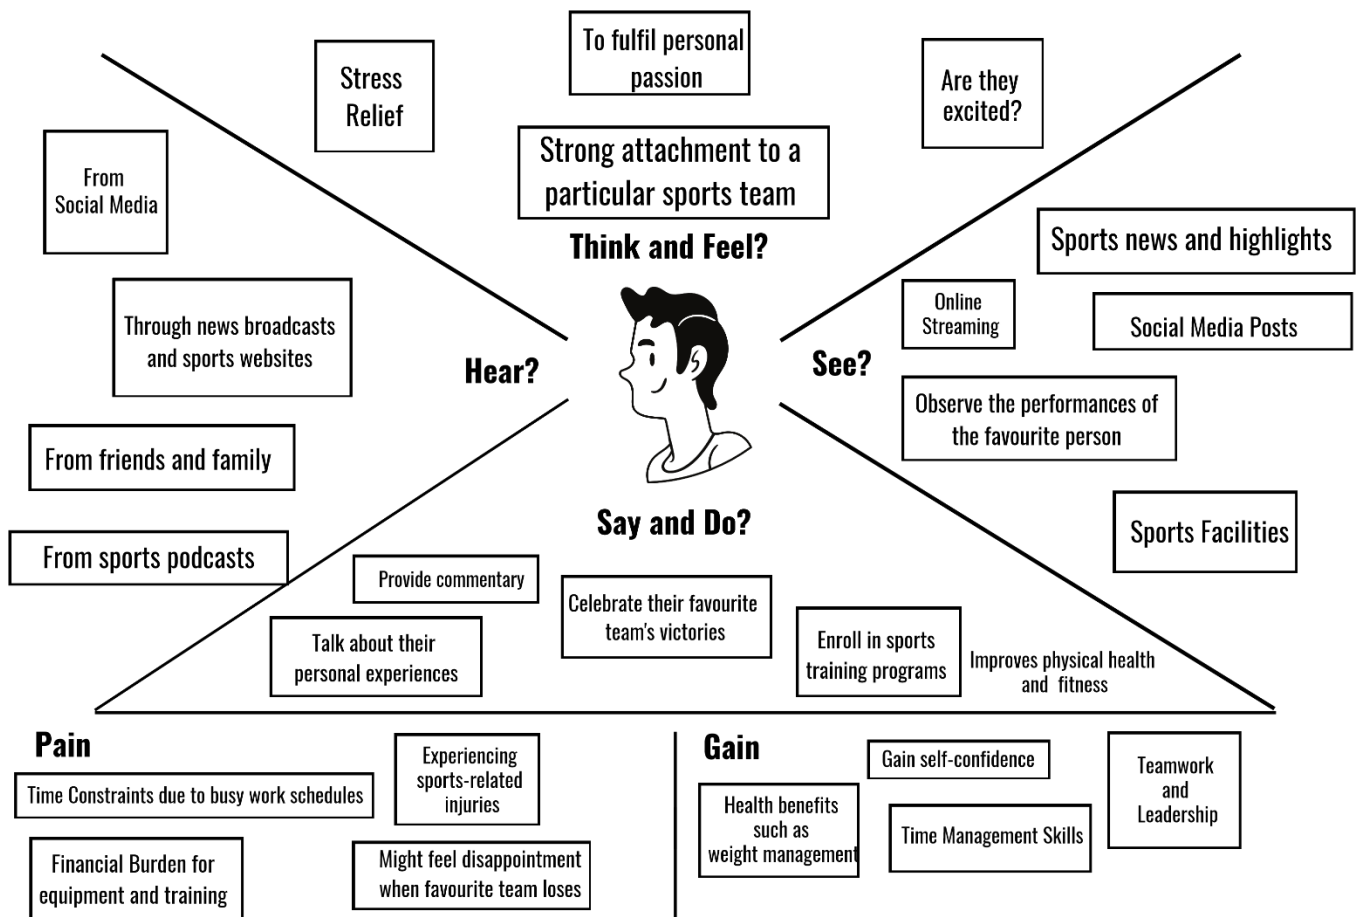 Stress
Relief
To fulfil personal
passion
Are they
excited?
Strong attachment to a
particular sports team
Think and Feel?
From
Social Media
Through news broadcasts
and sports websites
From friends and family
From sports podcasts
Hear?
See?
Sports news and highlights
Online
Streaming
Social Media Posts
Observe the performances of
the favourite person
Sports Facilities
Say and Do?
Provide commentary
Talk about their
personal experiences
Celebrate their favourite
team's victories
Enroll in sports
training programs
Improves physical health
and fitness
Pain
Time Constraints due to busy work schedules
Experiencing
sports-related
injuries
Financial Burden for
equipment and training
Might feel disappointment
when favourite team loses
Gain
Gain self-confidence
Health benefits
such as
weight management
Time Management Skills
Teamwork
and
Leadership